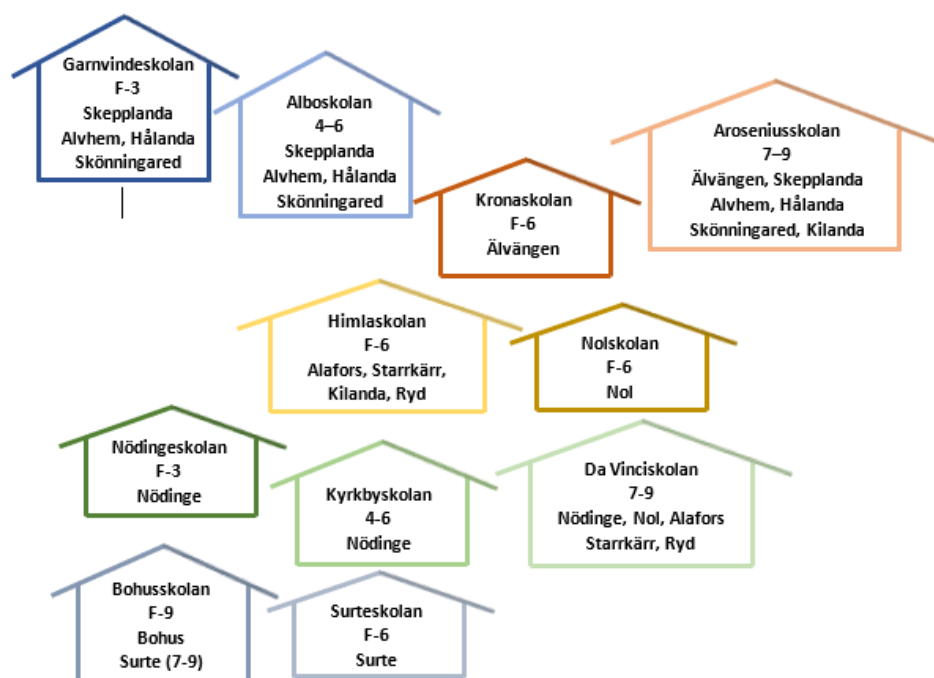 Garnvindeskolan
F-3
Skepplanda
Alvhem, Hålanda
Skönningared
Alboskolan
4–6
Skepplanda
Alvhem, Hålanda
Skönningared
Aroseniusskolan
7–9
Älvängen, Skepplanda
Alvhem, Hålanda
Skönningared, Kilanda
Kronaskolan
F-6
Älvängen
Himlaskolan
F-6
Alafors, Starrkärr,
Kilanda, Ryd
Nolskolan
F-6
Nol
Nödingeskolan
F-3
Nödinge
Kyrkbyskolan
4-6
Nödinge
Da Vinciskolan
7-9
Nödinge, Nol, Alafors
Starrkärr, Ryd
Bohusskolan
F-9
Bohus
Surte (7-9)
Surteskolan
F-6
Surte